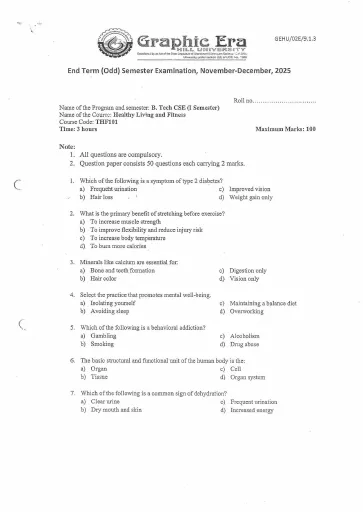 GEHU/02E/9.1.3
Graphic Era
HILL UNIVERSITY
End Term (Odd) Semester Examination, November-December, 2025
Roll no..............................
Name of the Program and semester: B. Tech CSE (I Semester)
Name of the Course: Healthy Living and Fitness
Course Code: THF101
Time: 3 hours Maximum Marks: 100
Note:
1. All questions are compulsory.
2. Question paper consists 50 questions each carrying 2 marks.
1. Which of the following is a symptom of type 2 diabetes?
a) Frequent urination c) Improved vision
b) Hair loss d) Weight gain only
2. What is the primary benefit of stretching before exercise?
a) To increase muscle strength
b) To improve flexibility and reduce injury risk
c) To increase body temperature
d) To burn more calories
3. Minerals like calcium are essential for:
a) Bone and teeth formation c) Digestion only
b) Hair color d) Vision only
4. Select the practice that promotes mental well-being.
a) Isolating yourself c) Maintaining a balance diet
b) Avoiding sleep d) Overworking
5. Which of the following is a behavioral addiction?
a) Gambling c) Alcoholism
b) Smoking d) Drug abuse
6. The basic structural and functional unit of the human body is the:
a) Organ c) Cell
b) Tissue d) Organ system
7. Which of the following is a common sign of dehydration?
a) Clear urine c) Frequent urination
b) Dry mouth and skin d) Increased energy